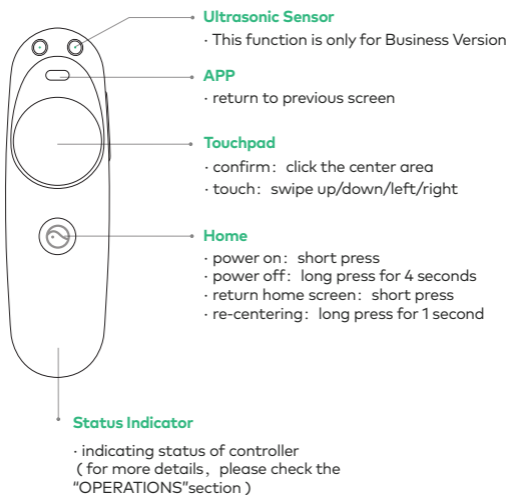 Ultrasonic Sensor
· This function is only for Business Version
APP
· return to previous screen
Touchpad
· confirm: click the center area
· touch: swipe up/down/left/right
Home
· power on: short press
· power off: long press for 4 seconds
· return home screen: short press
· re-centering: long press for 1 second
Status Indicator
· indicating status of controller
( for more details, please check the
"OPERATIONS"section )